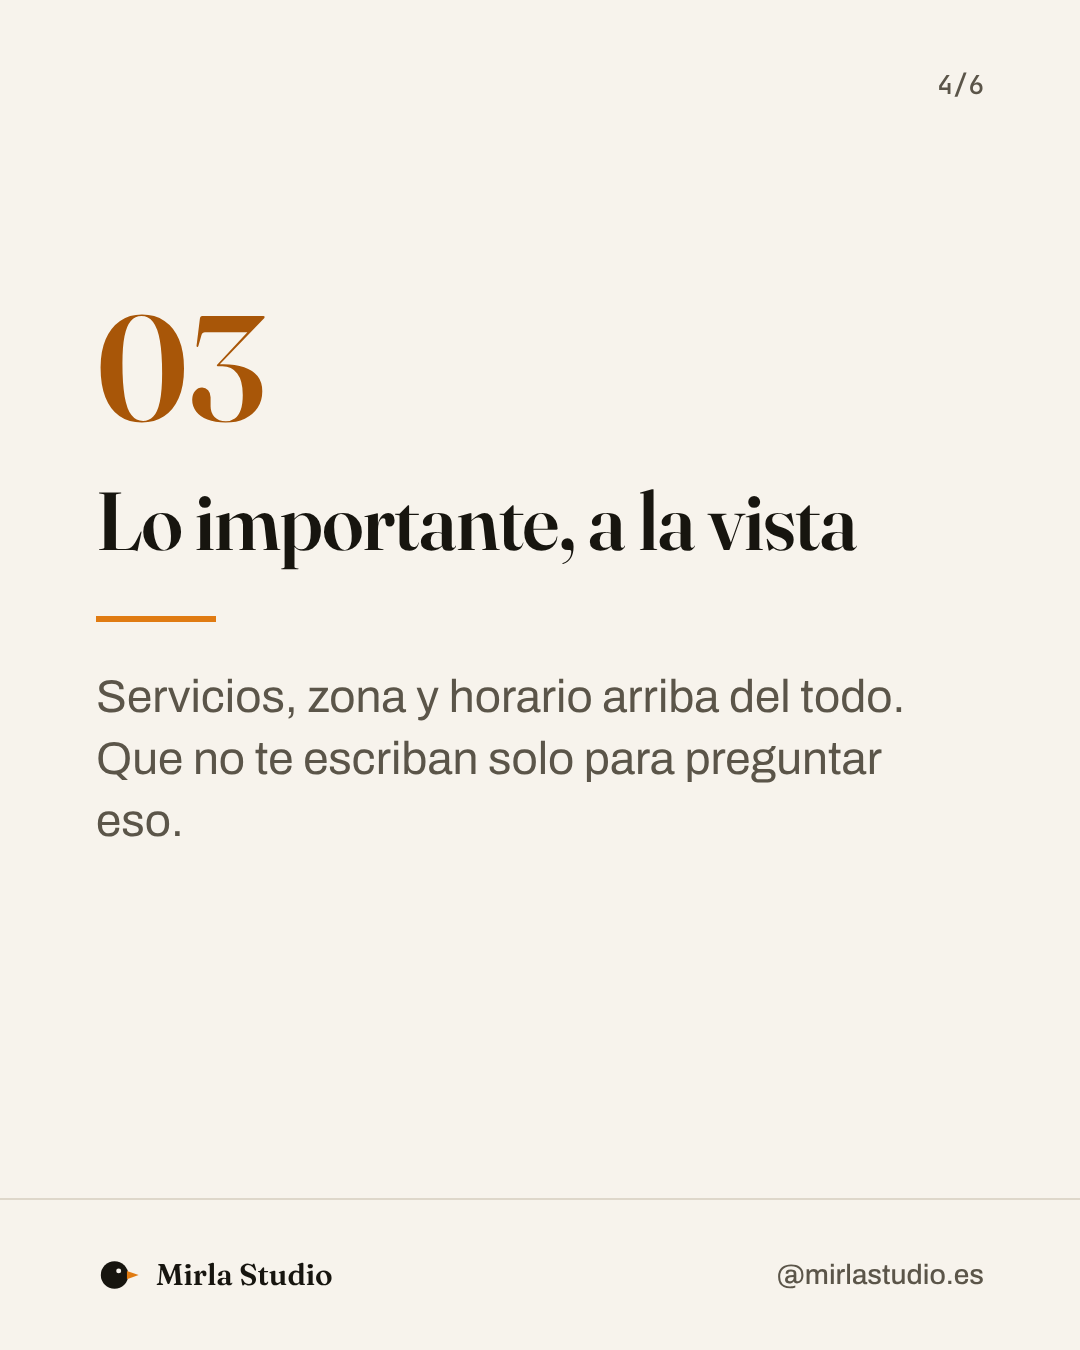 4/6
03
Lo importante, a la vista
Servicios, zona y horario arriba del todo.
Que no te escriban solo para preguntar
eso.
Mirla Studio
@mirlastudio.es